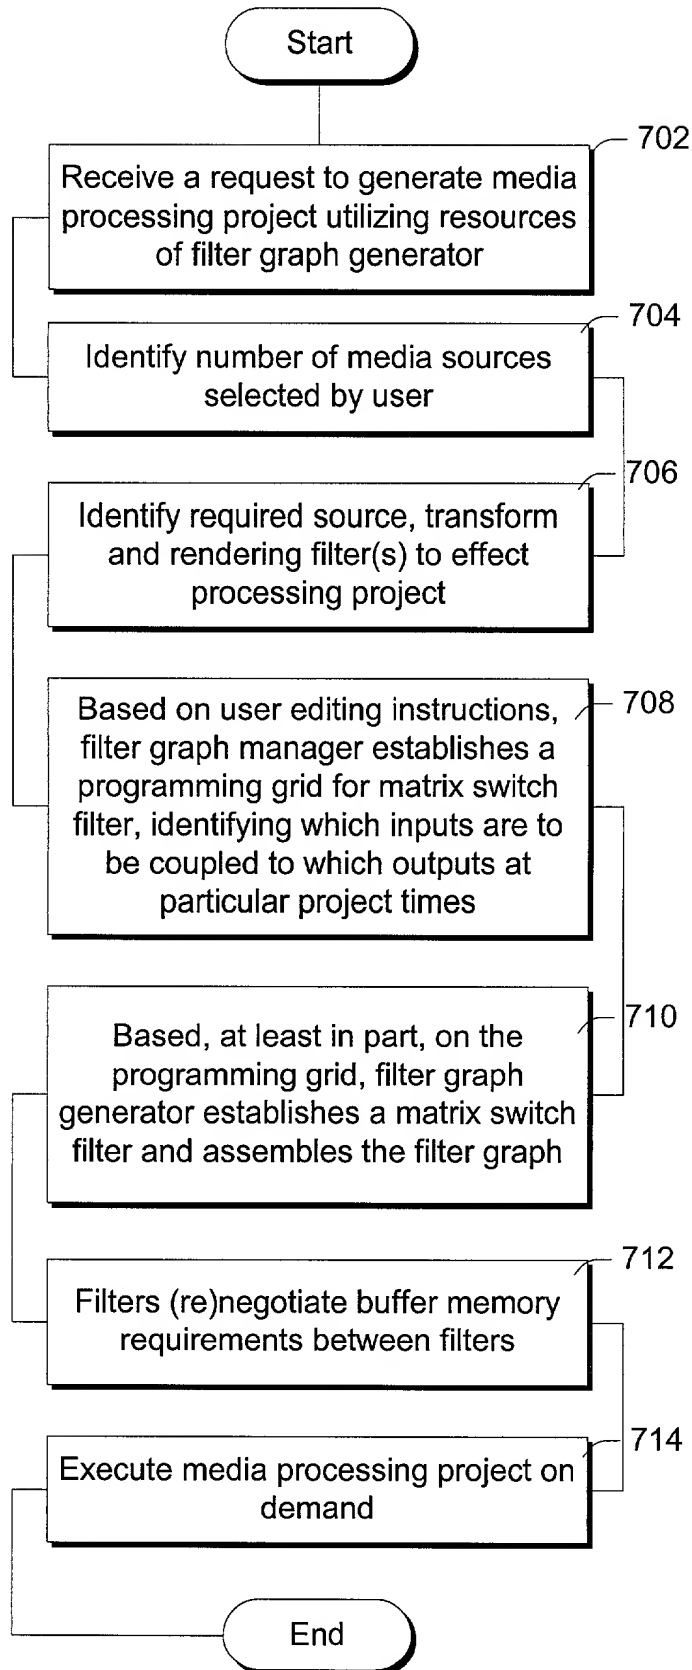 Start
702
Receive a request to generate media
processing project utilizing resources
of filter graph generator
704
Identify number of media sources
selected by user
706
Identify required source, transform
and rendering filter(s) to effect
processing project
708
Based on user editing instructions,
filter graph manager establishes a
programming grid for matrix switch
filter, identifying which inputs are to
be coupled to which outputs at
particular project times
710
Based, at least in part, on the
programming grid, filter graph
generator establishes a matrix switch
filter and assembles the filter graph
712
Filters (re)negotiate buffer memory
requirements between filters
714
Execute media processing project on
demand
End